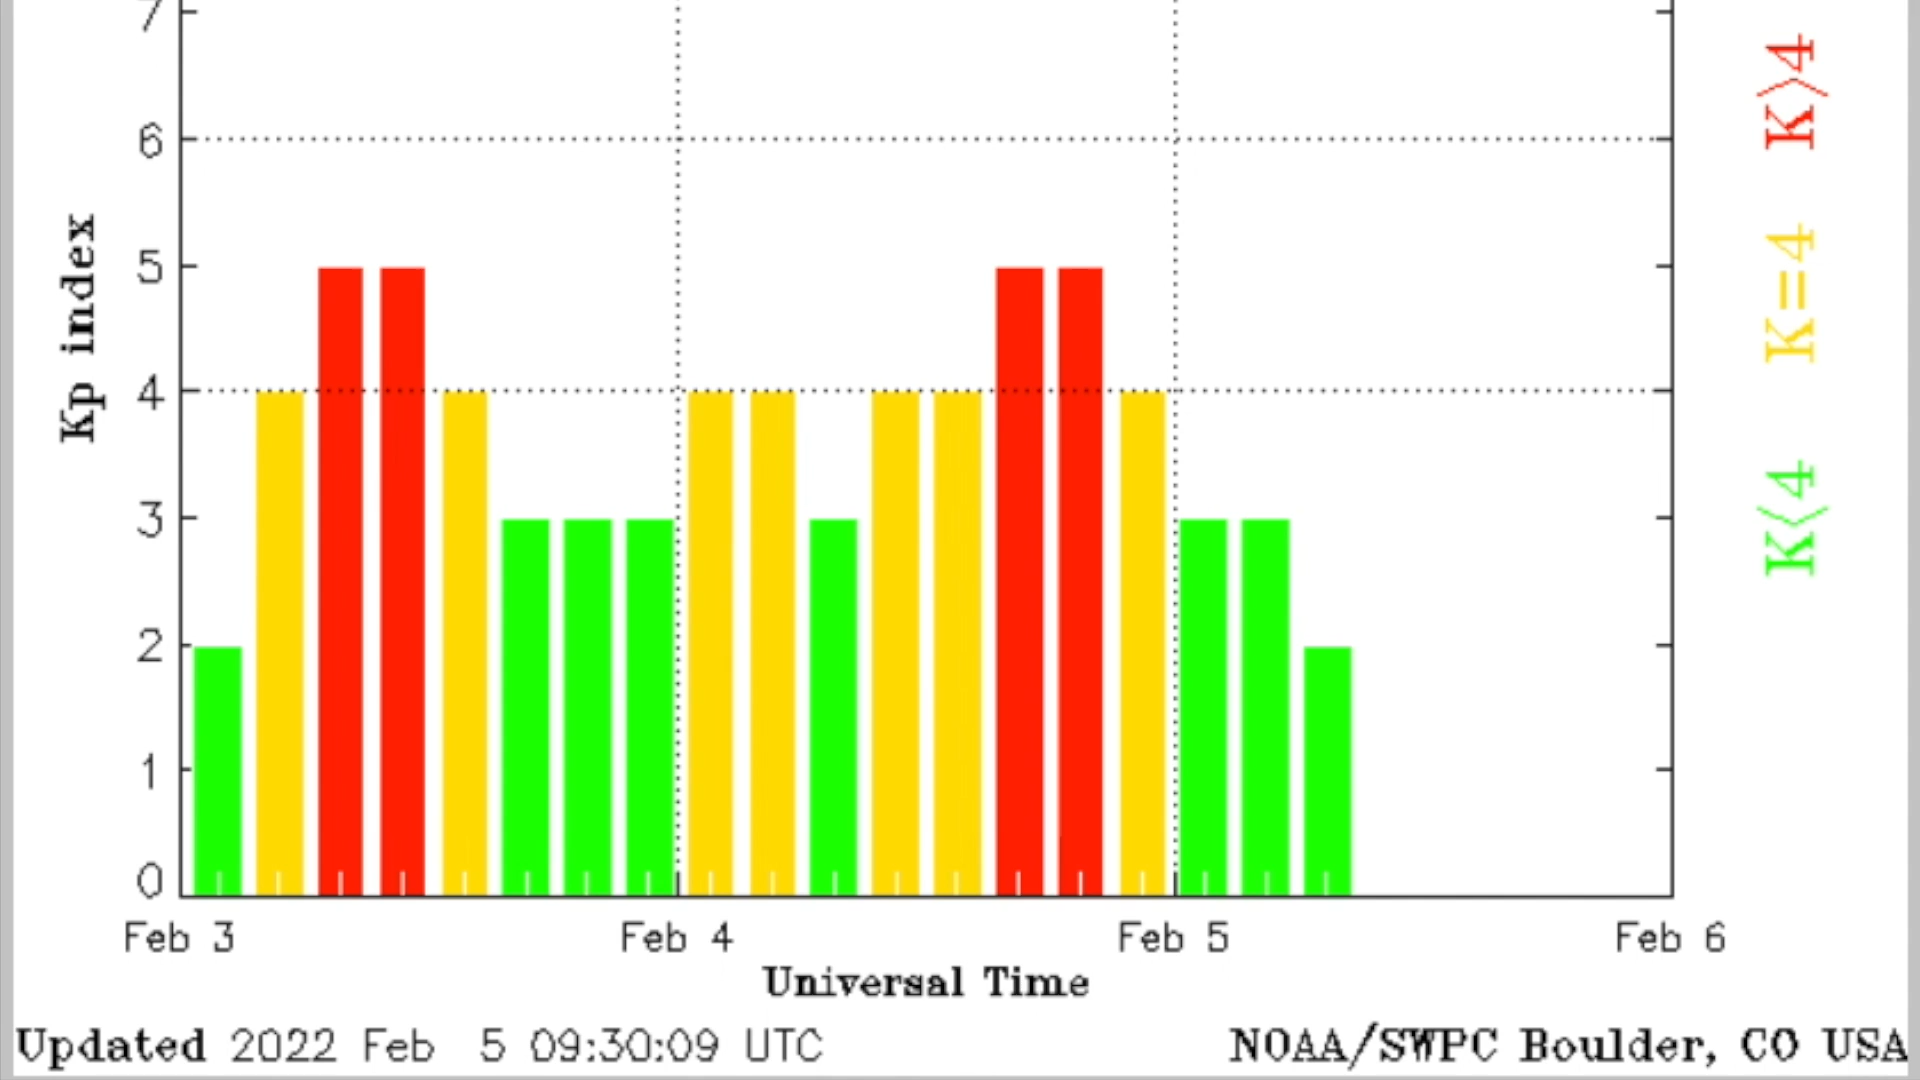 7
K>4
6
Kp index
5
K=4
4
3
K<4
2
1
0
Feb 3 Feb 4 Feb 5 Feb 6
Universal Time
Updated 2022 Feb 5 09:30:09 UTC NOAA/SWPC Boulder, CO USA